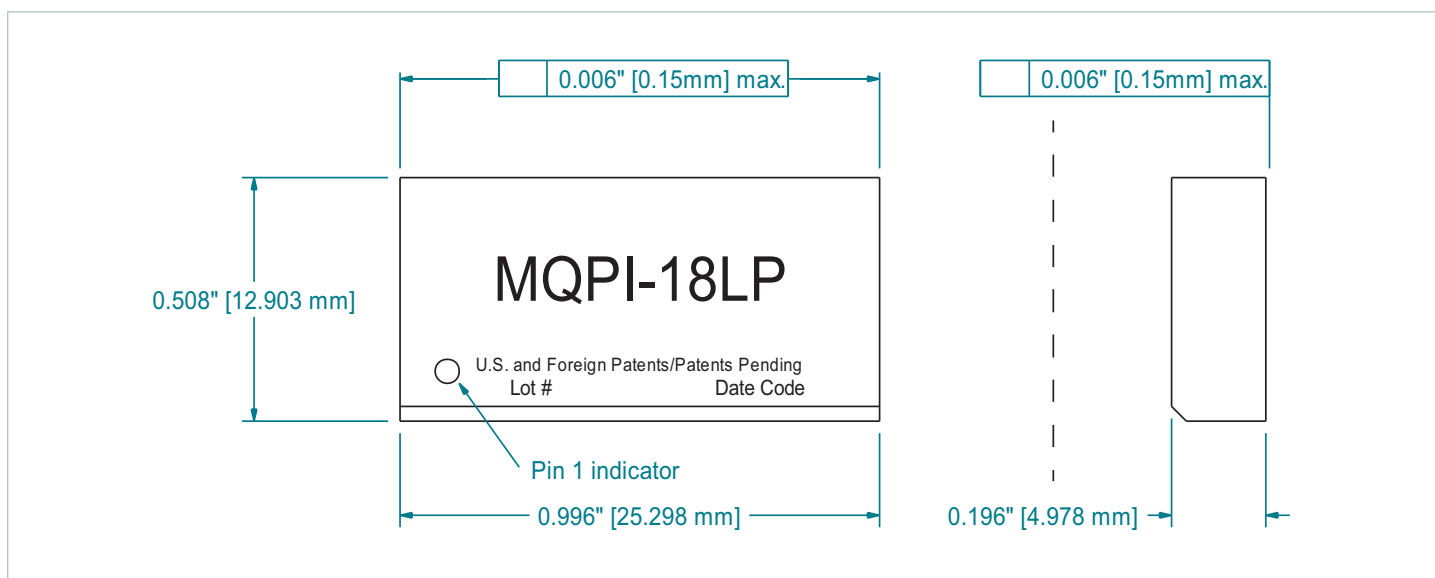 0.006" [0.15mm] max.
0.006" [0.15mm] max.
0.508" [12.903 mm]
MQPI-18LP
U.S. and Foreign Patents/Patents Pending
Lot # Date Code
Pin 1 indicator
0.996" [25.298 mm]
0.196" [4.978 mm]